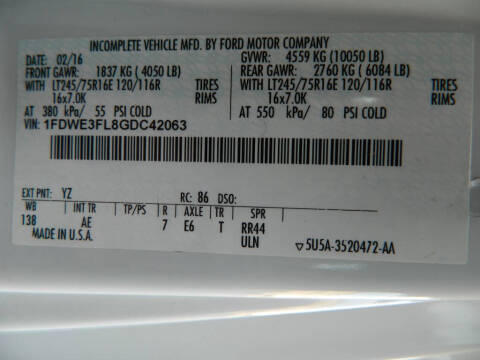 INCOMPLETE VEHICLE MFD. BY FORD MOTOR COMPANY
DATE: 02/16 GVWR: 4559 KG (10050 LB)
FRONT GAWR: 1837 KG (4050 LB) REAR GAWR: 2760 KG (6084 LB)
WITH LT245/75R16E 120/116R TIRES WITH LT245/75R16E 120/116R TIRES
16x7.0K RIMS 16x7.0K RIMS
AT 380 kPa/ 55 PSI COLD AT 550 kPa/ 80 PSI COLD
VIN: 1FDWE3FL8GDC42063
EXT PNT: YZ RC: 86 DSO:
WB INT TR TP/PS R AXLE TR SPR
138 AE 7 E6 T RR44
MADE IN U.S.A. ULN ▽5U5A-3520472-AA